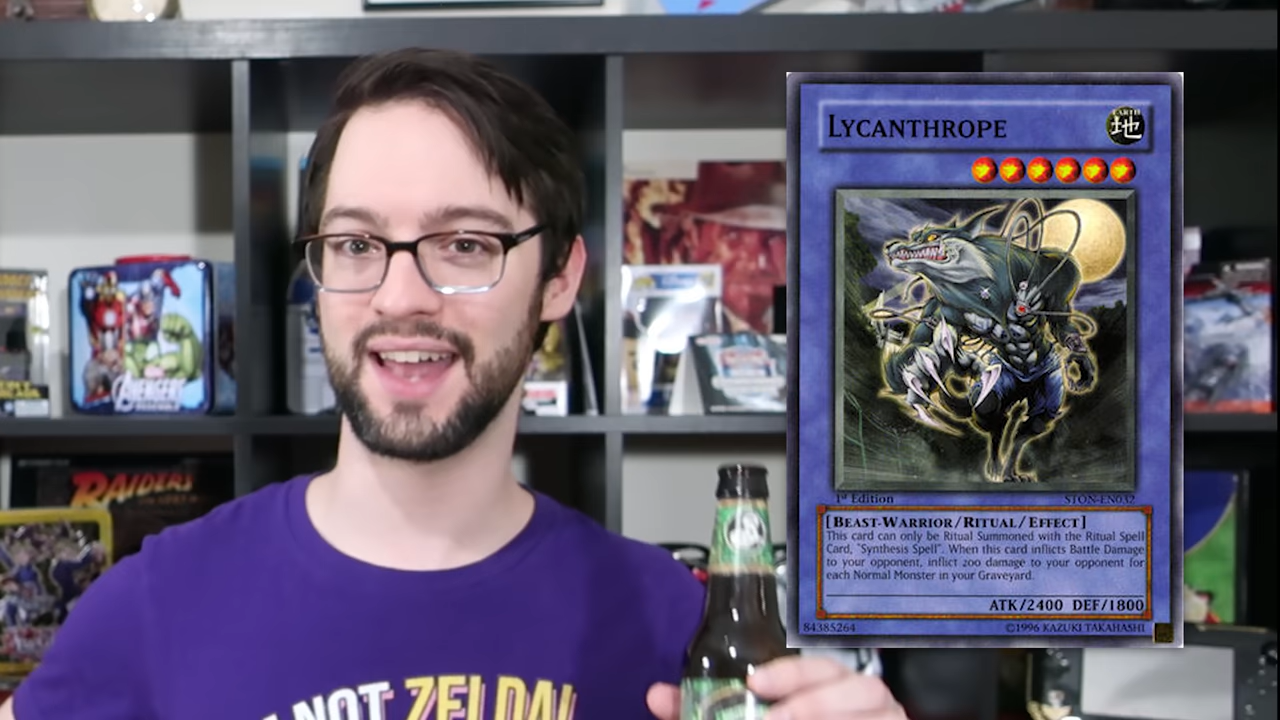 LYCANTHROPE
EARTH
地
1st Edition
STON-EN032
[BEAST-WARRIOR/RITUAL/EFFECT]
This card can only be Ritual Summoned with the Ritual Spell
Card, "Synthesis Spell". When this card inflicts Battle Damage
to your opponent, inflict 200 damage to your opponent for
each Normal Monster in your Graveyard.
ATK/2400 DEF/1800
84385264
©1996 KAZUKI TAKAHASHI
AVENGERS
RAIDERS
NOT ZELDA!